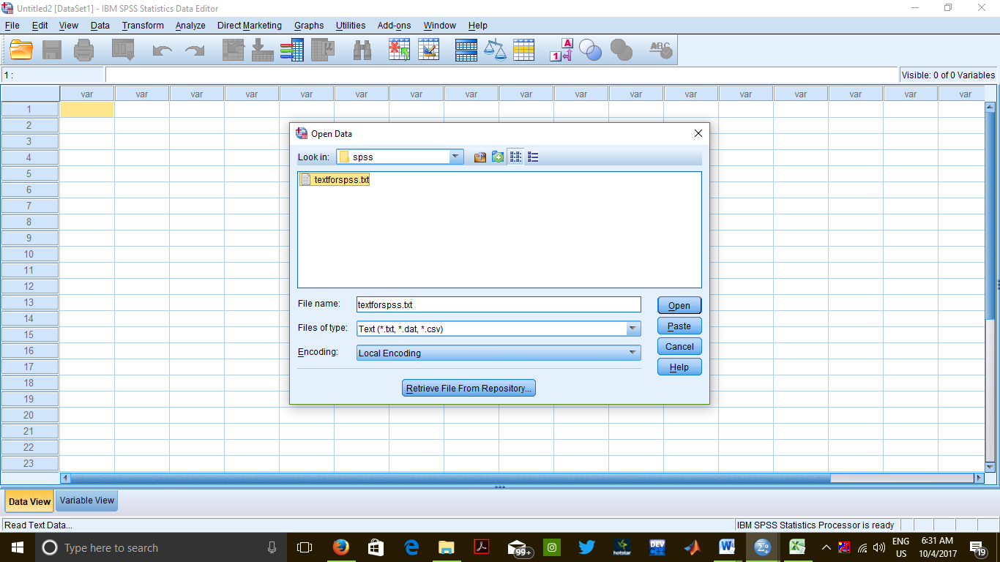 Untitled2 [DataSet1] - IBM SPSS Statistics Data Editor
File Edit View Data Transform Analyze Direct Marketing Graphs Utilities Add-ons Window Help
1 A
ABC
1 : Visible: 0 of 0 Variables
var var var var var var var var var var var var var var var var var
1
2
3
4
5
6
7
8
9
10
11
12
13
14
15
16
17
18
19
20
21
22
23
Open Data
Look in: spss
textforspss.txt
File name: textforspss.txt Open
Files of type: Text (*.txt, *.dat, *.csv) Paste
Encoding: Local Encoding Cancel
Help
Retrieve File From Repository...
Data View Variable View
Read Text Data... IBM SPSS Statistics Processor is ready
Type here to search 99+ hotstar DEV ENG US 6:31 AM 10/4/2017 19